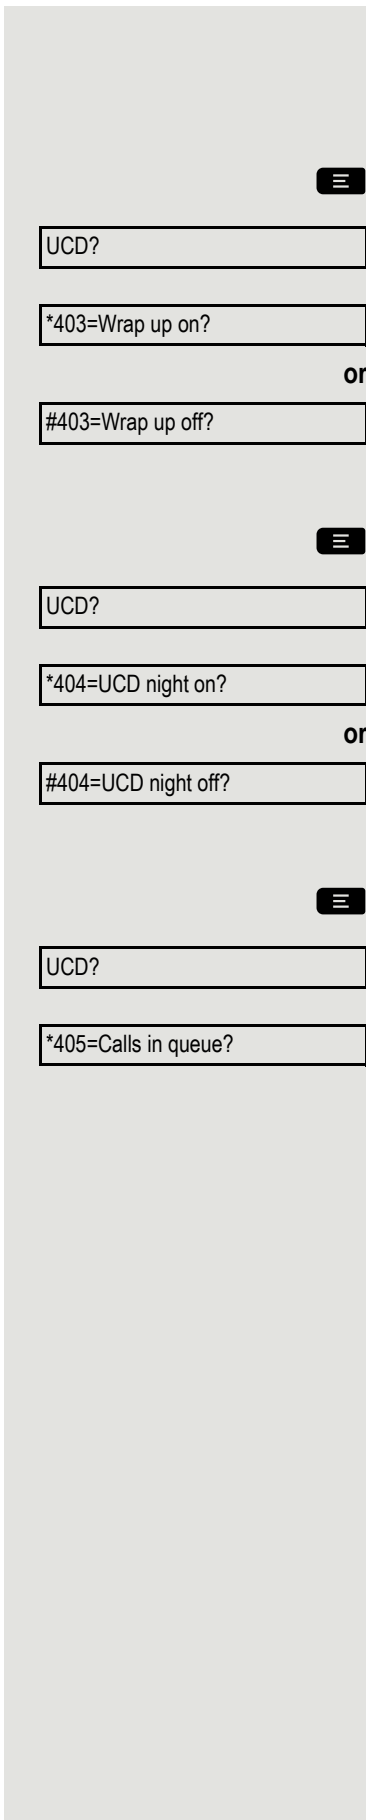 UCD?
*403=Wrap up on?
or
#403=Wrap up off?
UCD?
*404=UCD night on?
or
#404=UCD night off?
UCD?
*405=Calls in queue?